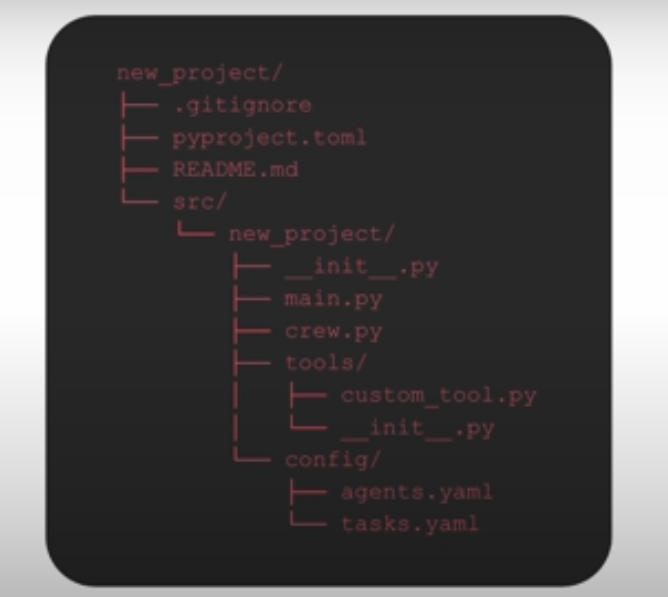 new_project/
├── .gitignore
├── pyproject.toml
├── README.md
└── src/
    └── new_project/
        ├── __init__.py
        ├── main.py
        ├── crew.py
        ├── tools/
        │   ├── custom_tool.py
        │   └── __init__.py
        └── config/
            ├── agents.yaml
            └── tasks.yaml